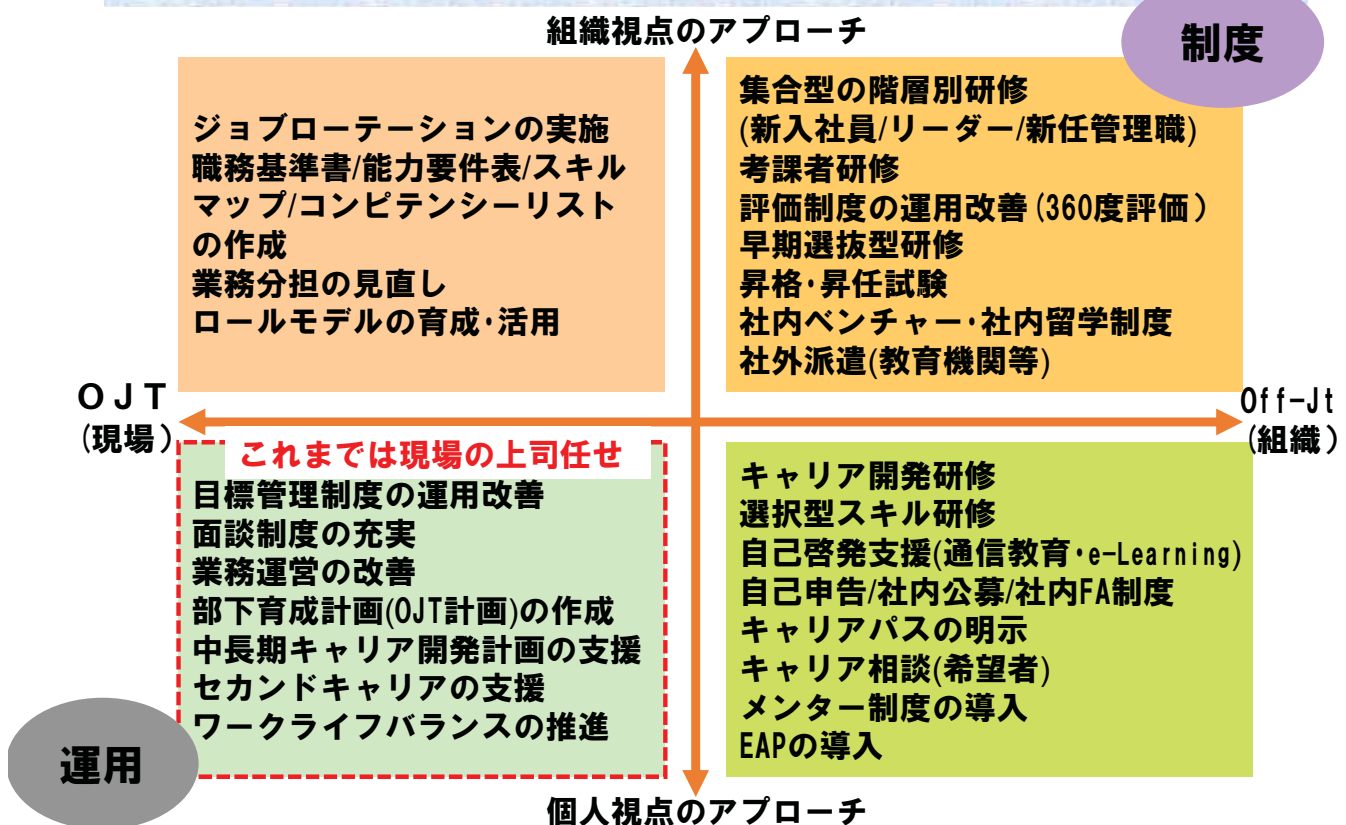 組織視点のアプローチ
制度
ジョブローテーションの実施
職務基準書/能力要件表/スキル
マップ/コンピテンシーリスト
の作成
業務分担の見直し
ロールモデルの育成・活用
集合型の階層別研修
(新入社員/リーダー/新任管理職)
考課者研修
評価制度の運用改善(360度評価)
早期選抜型研修
昇格・昇任試験
社内ベンチャー・社内留学制度
社外派遣(教育機関等)
OJT
(現場)
Off-Jt
(組織)
これまでは現場の上司任せ
目標管理制度の運用改善
面談制度の充実
業務運営の改善
部下育成計画(OJT計画)の作成
中長期キャリア開発計画の支援
セカンドキャリアの支援
ワークライフバランスの推進
キャリア開発研修
選択型スキル研修
自己啓発支援(通信教育・e-Learning)
自己申告/社内公募/社内FA制度
キャリアパスの明示
キャリア相談(希望者)
メンター制度の導入
EAPの導入
運用
個人視点のアプローチ